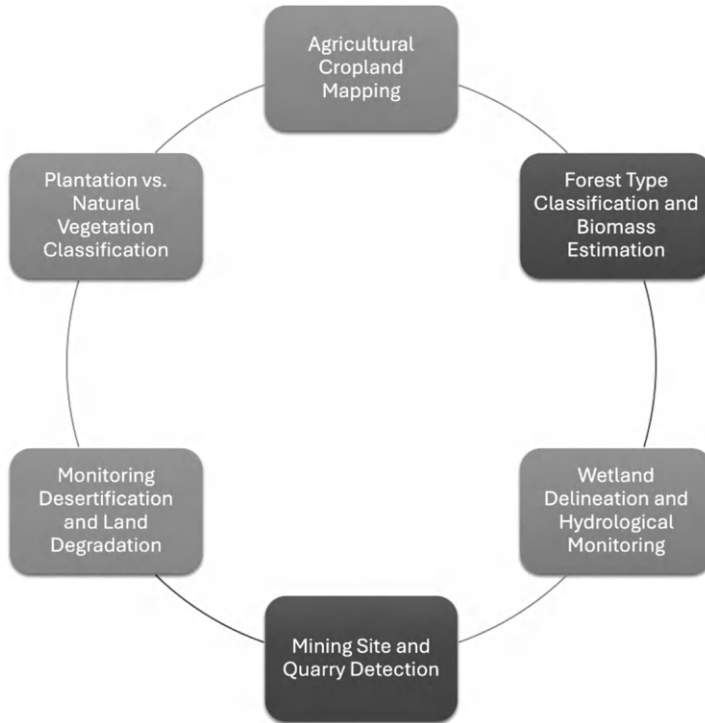 Agricultural
Cropland
Mapping
Forest Type
Classification and
Biomass
Estimation
Wetland
Delineation and
Hydrological
Monitoring
Mining Site and
Quarry Detection
Monitoring
Desertification
and Land
Degradation
Plantation vs.
Natural
Vegetation
Classification